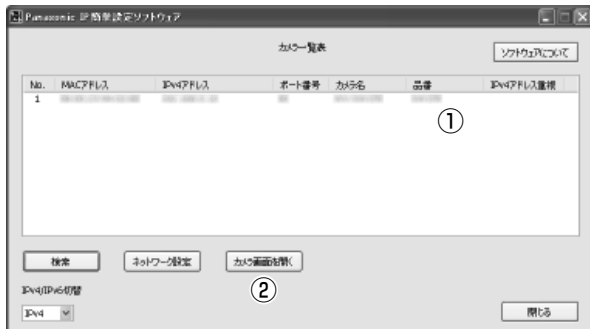 Panasonic IP簡単設定ソフトウェア
カメラ一覧表
ソフトウェアについて
No. MACアドレス IPv4アドレス ポート番号 カメラ名 品番 IPv4アドレス重複
1
①
検索 ネットワーク設定 カメラ画面を開く
②
IPv4/IPv6切替
IPv4 閉じる